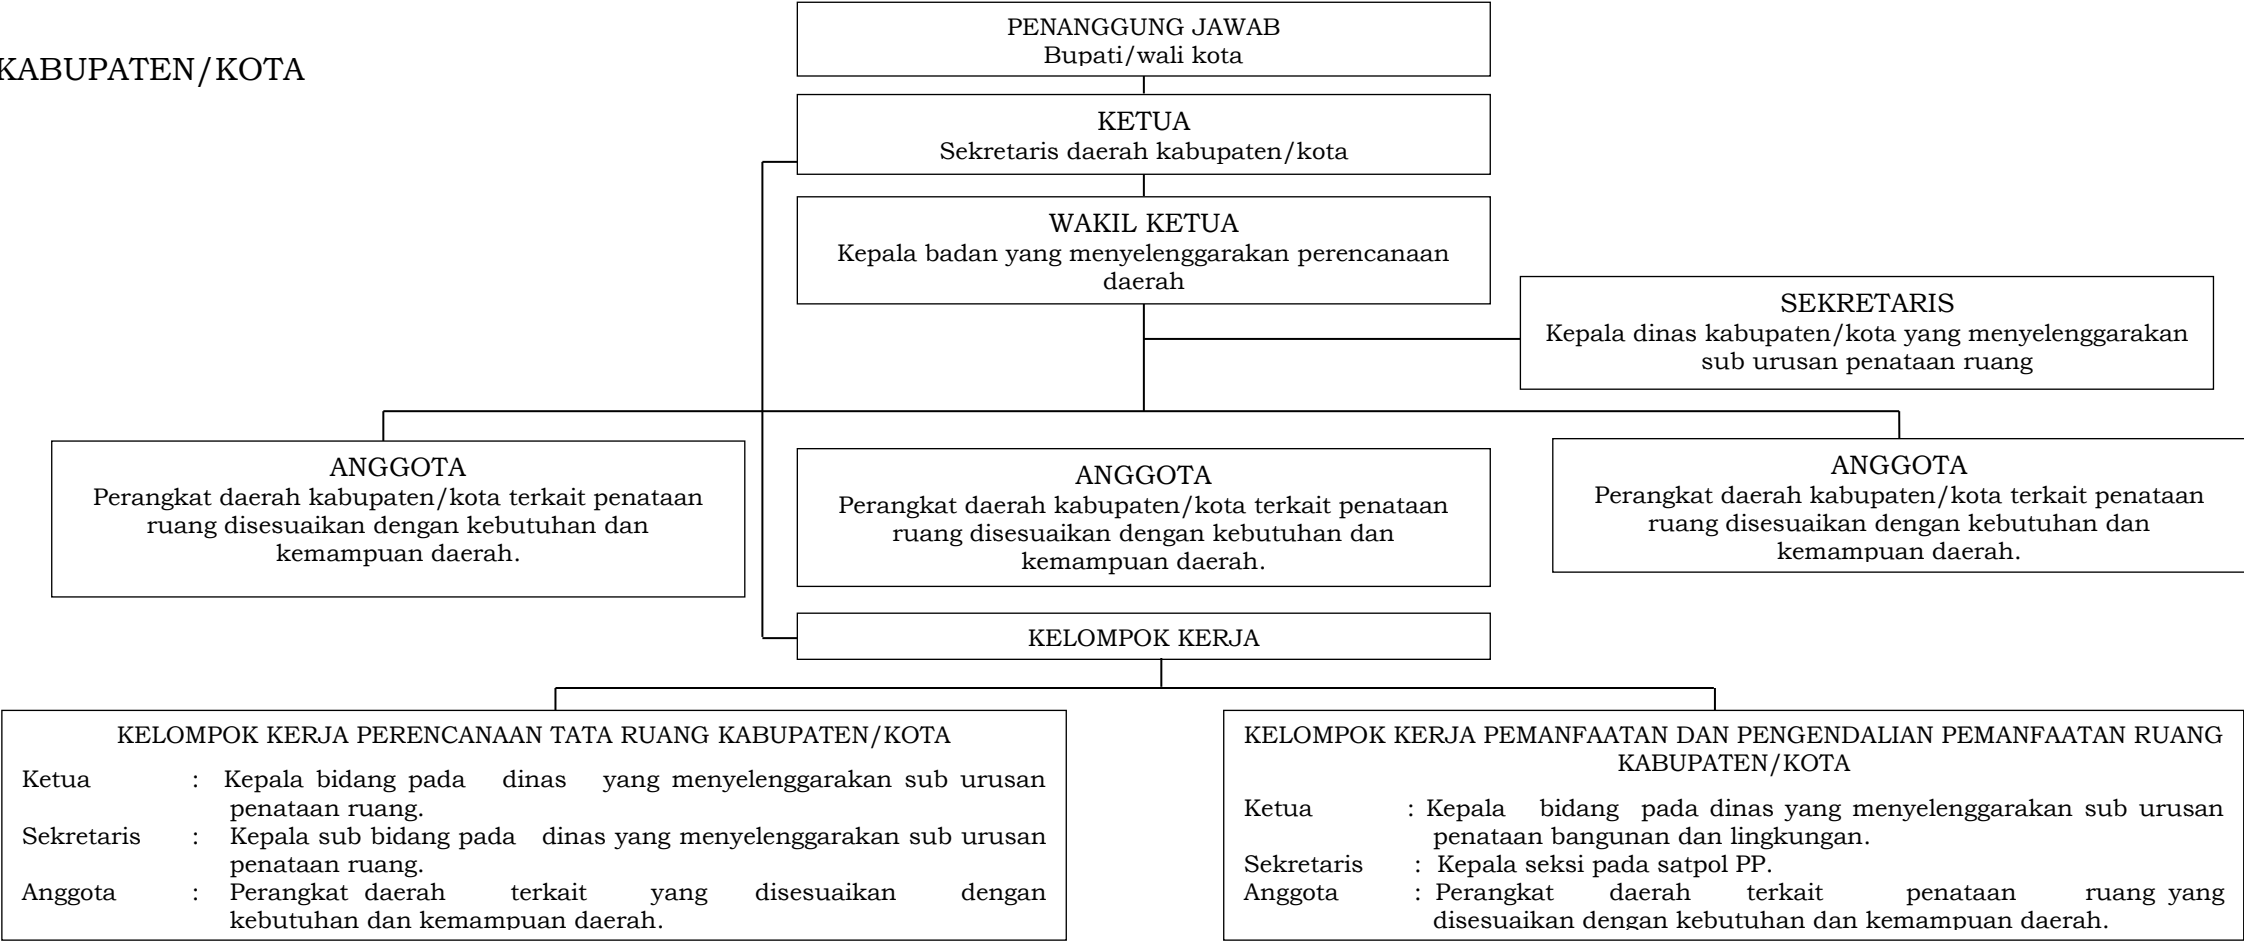 KABUPATEN/KOTA
PENANGGUNG JAWAB
Bupati/wali kota
KETUA
Sekretaris daerah kabupaten/kota
WAKIL KETUA
Kepala badan yang menyelenggarakan perencanaan
daerah
SEKRETARIS
Kepala dinas kabupaten/kota yang menyelenggarakan
sub urusan penataan ruang
ANGGOTA
Perangkat daerah kabupaten/kota terkait penataan
ruang disesuaikan dengan kebutuhan dan
kemampuan daerah.
ANGGOTA
Perangkat daerah kabupaten/kota terkait penataan
ruang disesuaikan dengan kebutuhan dan
kemampuan daerah.
ANGGOTA
Perangkat daerah kabupaten/kota terkait penataan
ruang disesuaikan dengan kebutuhan dan
kemampuan daerah.
KELOMPOK KERJA
KELOMPOK KERJA PERENCANAAN TATA RUANG KABUPATEN/KOTA
Ketua : Kepala bidang pada dinas yang menyelenggarakan sub urusan
penataan ruang.
Sekretaris : Kepala sub bidang pada dinas yang menyelenggarakan sub urusan
penataan ruang.
Anggota : Perangkat daerah terkait yang disesuaikan dengan
kebutuhan dan kemampuan daerah.
KELOMPOK KERJA PEMANFAATAN DAN PENGENDALIAN PEMANFAATAN RUANG
KABUPATEN/KOTA
Ketua : Kepala bidang pada dinas yang menyelenggarakan sub urusan
penataan bangunan dan lingkungan.
Sekretaris : Kepala seksi pada satpol PP.
Anggota : Perangkat daerah terkait penataan ruang yang
disesuaikan dengan kebutuhan dan kemampuan daerah.